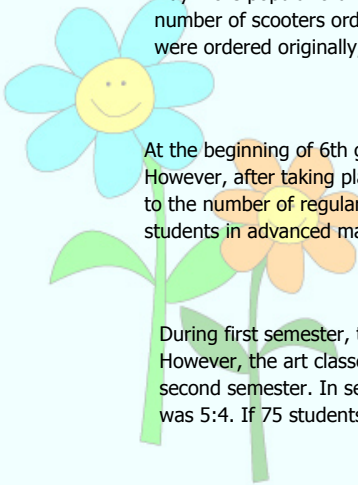 number of scooters ord
were ordered originally,
At the beginning of 6th g
However, after taking pla
to the number of regular
students in advanced ma
During first semester, t
However, the art classe
second semester. In se
was 5:4. If 75 students